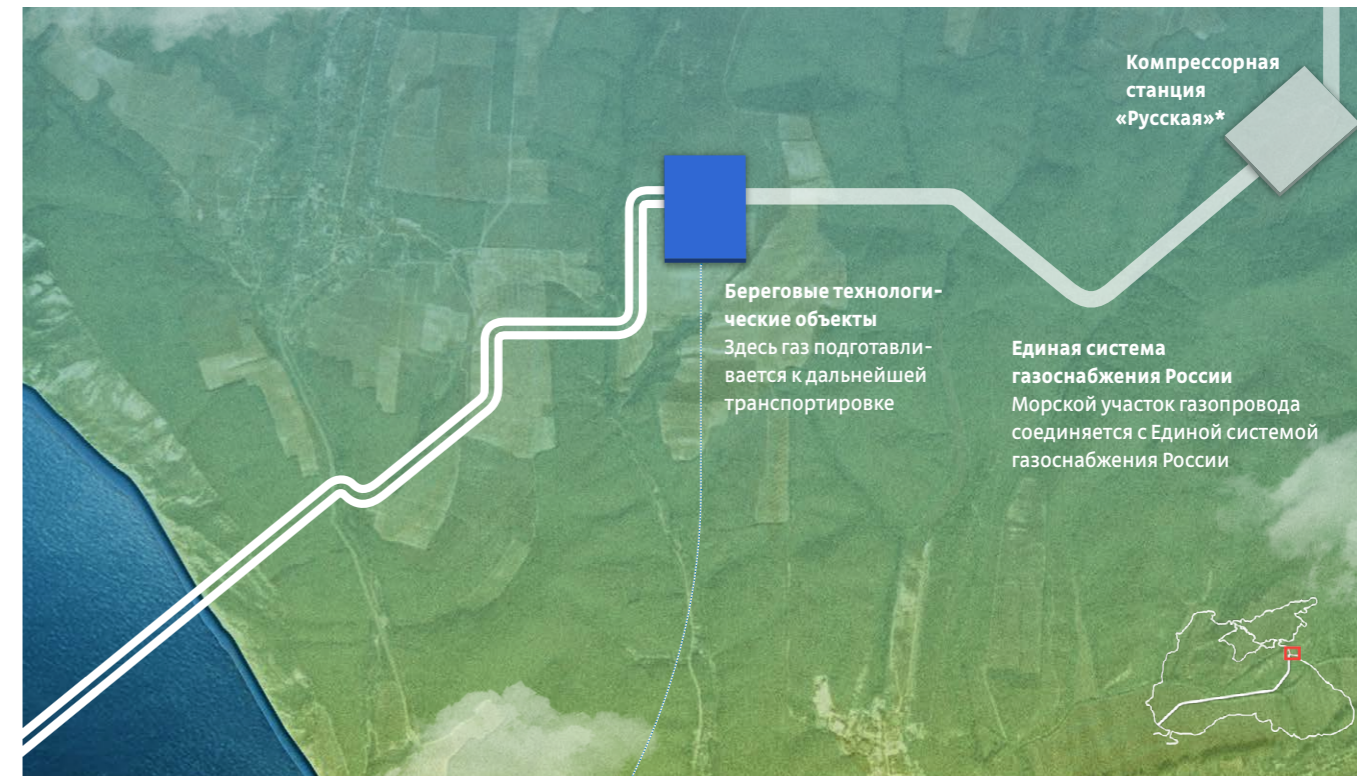 Компрессорная
станция
«Русская»*
Береговые технологи-
ческие объекты
Здесь газ подготавли-
вается к дальнейшей
транспортировке
Единая система
газоснабжения России
Морской участок газопровода
соединяется с Единой системой
газоснабжения России